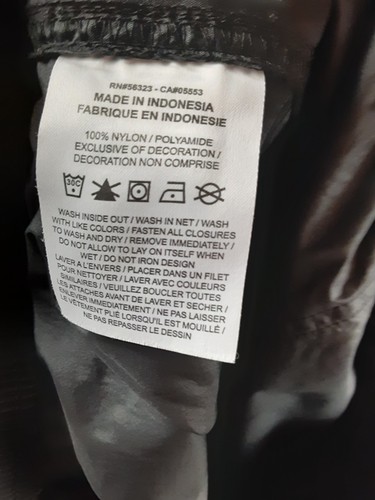 RN#56323 - CA#05553
MADE IN INDONESIA
FABRIQUE EN INDONESIE
100% NYLON / POLYAMIDE
EXCLUSIVE OF DECORATION /
DECORATION NON COMPRISE
30C
WASH INSIDE OUT / WASH IN NET / WASH
WITH LIKE COLORS / FASTEN ALL CLOSURES
TO WASH AND DRY / REMOVE IMMEDIATELY /
DO NOT ALLOW TO LAY ON ITSELF WHEN
WET / DO NOT IRON DESIGN
LAVER A L'ENVERS / PLACER DANS UN FILET
POUR NETTOYER / LAVER AVEC COULEURS
SIMILAIRES / VEUILLEZ BOUCLER TOUTES
LES ATTACHES AVANT DE LAVER ET SECHER /
ENLEVER IMMEDIATEMENT / NE PAS LAISSER
LE VÊTEMENT PLIÉ LORSQU'IL EST MOUILLÉ /
NE PAS REPASSER LE DESSIN